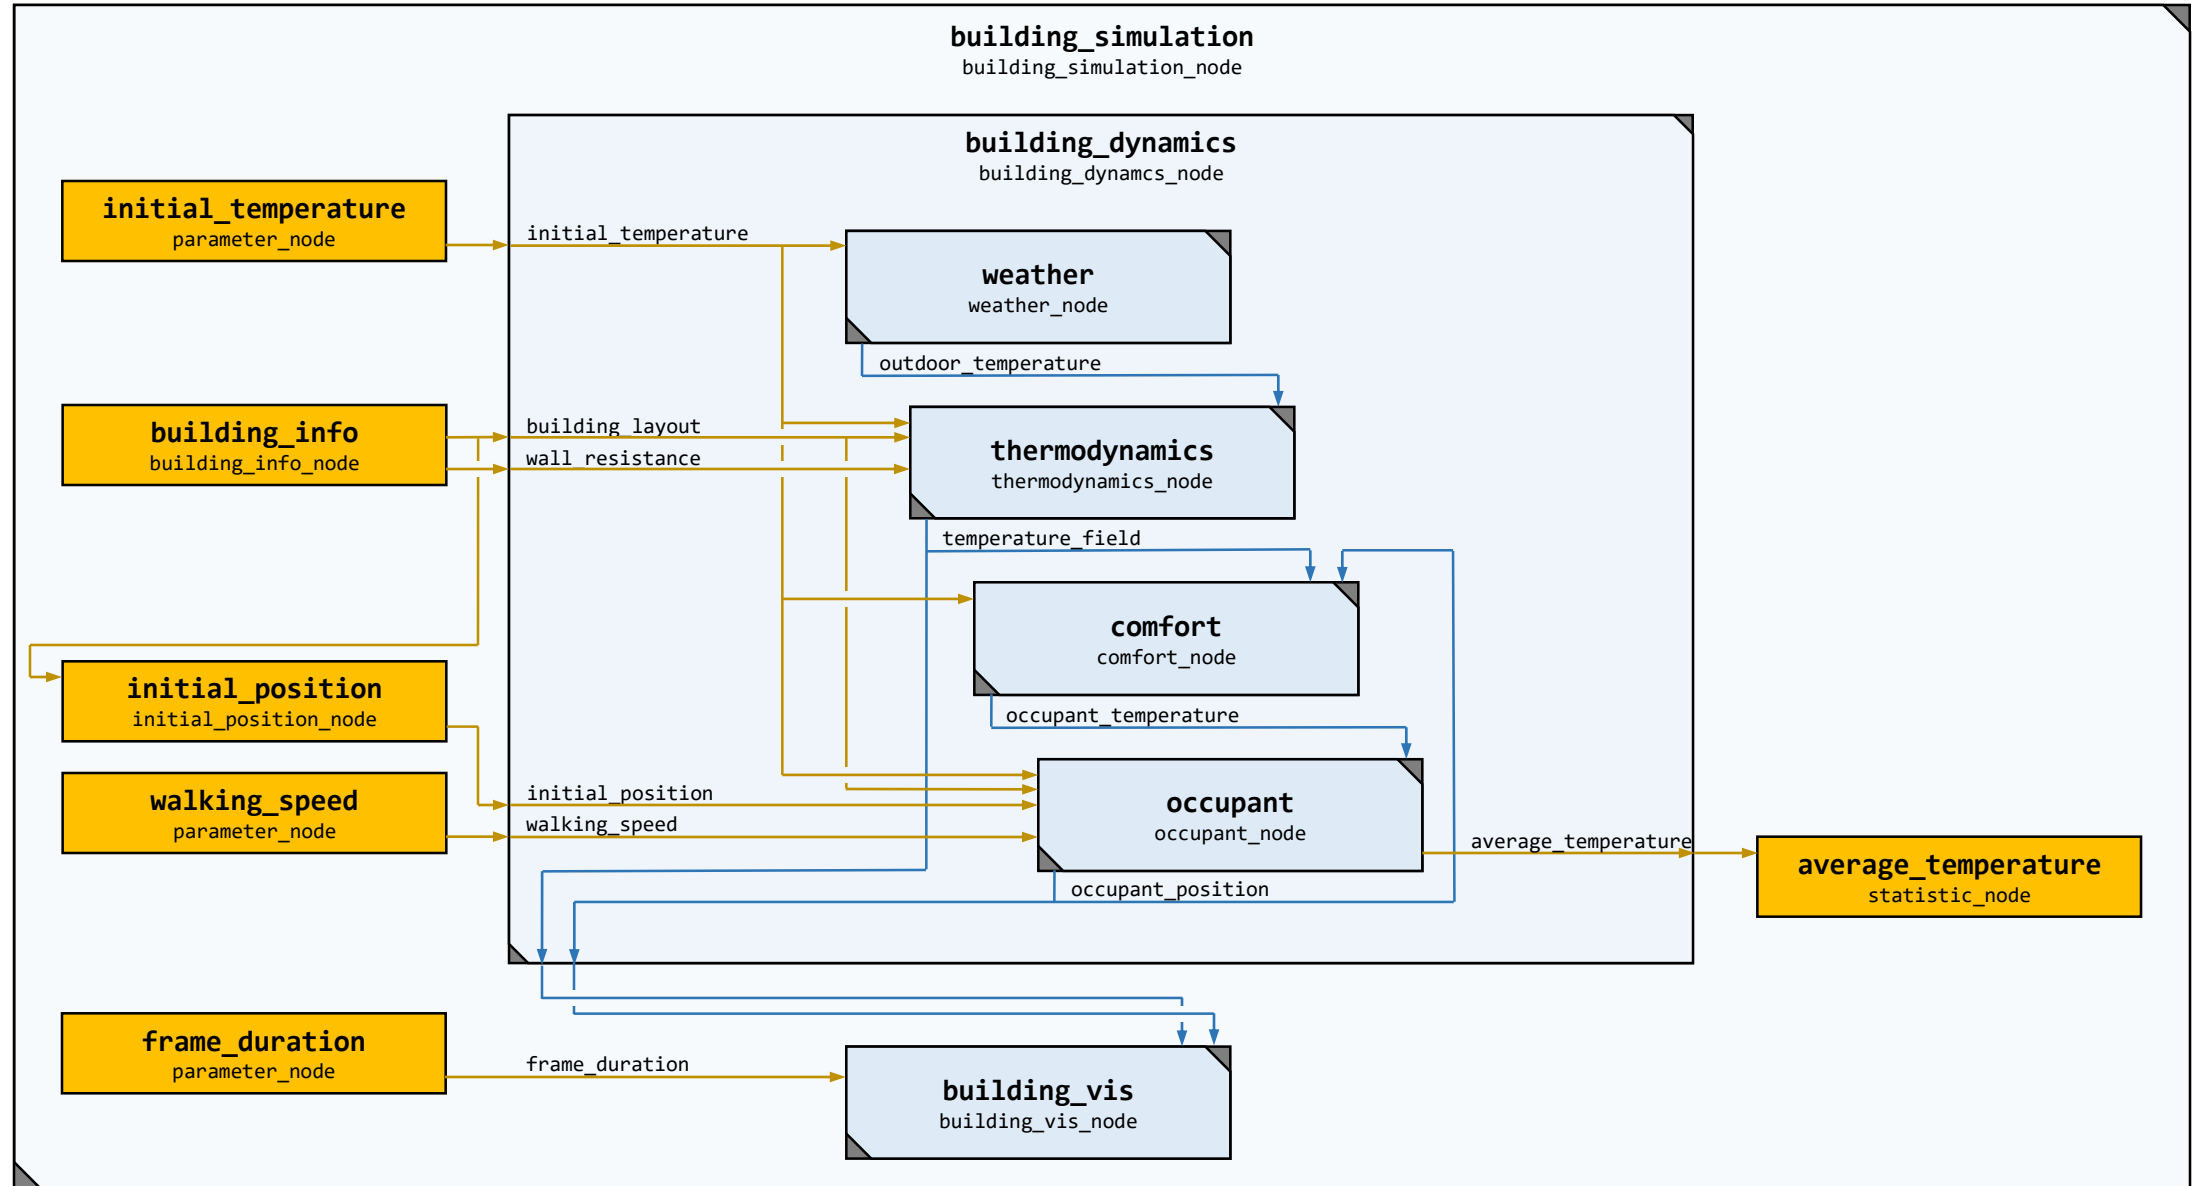 building_simulation
building_simulation_node
building_dynamics
building_dynamcs_node
initial_temperature
parameter_node
initial_temperature
weather
weather_node
outdoor_temperature
building_info
building_info_node
building_layout
wall_resistance
thermodynamics
thermodynamics_node
temperature_field
comfort
comfort_node
initial_position
initial_position_node
occupant_temperature
walking_speed
parameter_node
initial_position
walking_speed
occupant
occupant_node
average_temperature
average_temperature
statistic_node
occupant_position
frame_duration
parameter_node
frame_duration
building_vis
building_vis_node